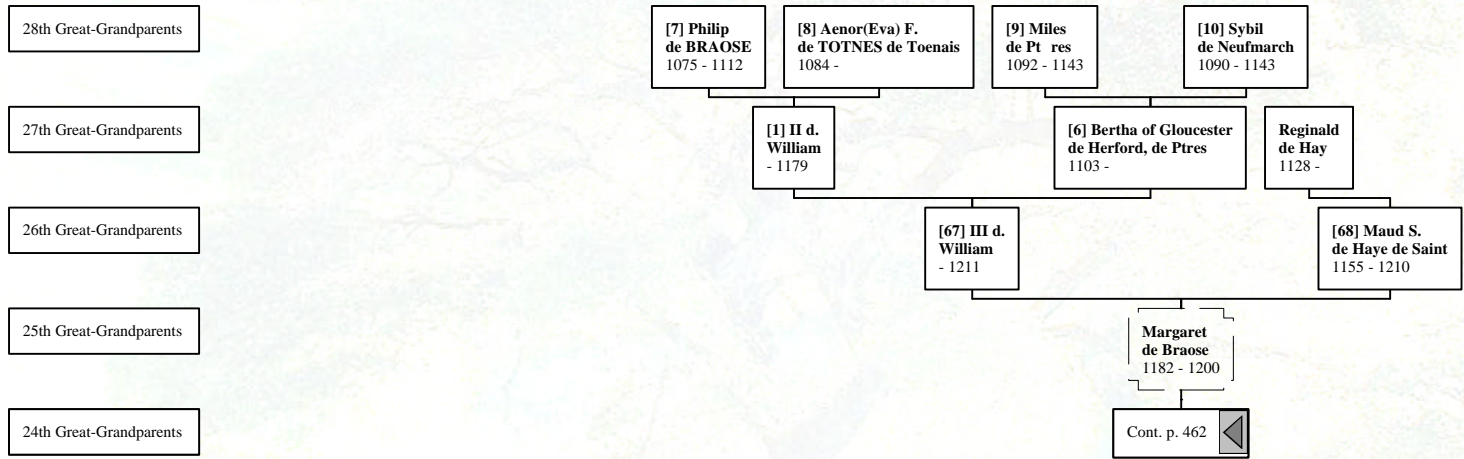 28th Great-Grandparents
[7] Philip
de BRAOSE
1075 - 1112
[8] Aenor(Eva) F.
de TOTNES de Toenais
1084 -
[9] Miles
de Pt res
1092 - 1143
[10] Sybil
de Neufmarch
1090 - 1143
27th Great-Grandparents
[1] II d.
William
- 1179
[6] Bertha of Gloucester
de Herford, de Ptres
1103 -
Reginald
de Hay
1128 -
26th Great-Grandparents
[67] III d.
William
- 1211
[68] Maud S.
de Haye de Saint
1155 - 1210
25th Great-Grandparents
Margaret
de Braose
1182 - 1200
24th Great-Grandparents
Cont. p. 462